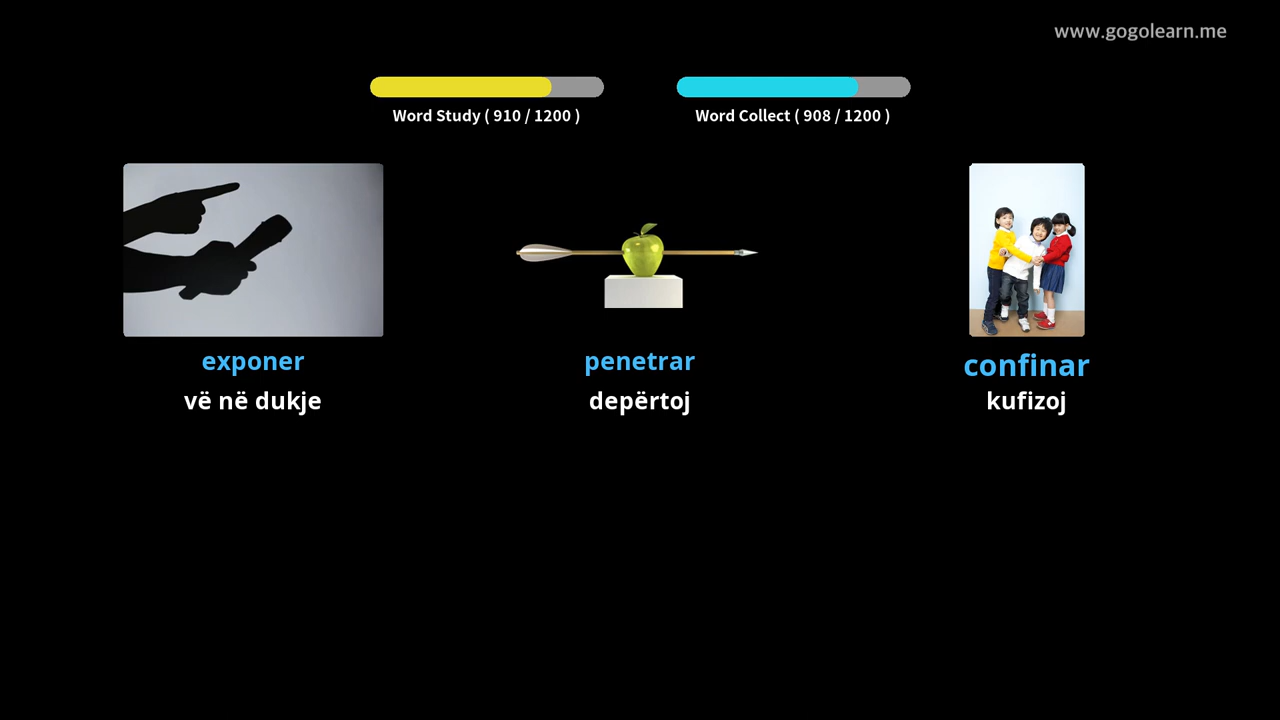 www.gogolearn.me
Word Study ( 910 / 1200 )
Word Collect ( 908 / 1200 )
exponer
vë në dukje
penetrar
depërtoj
confinar
kufizoj